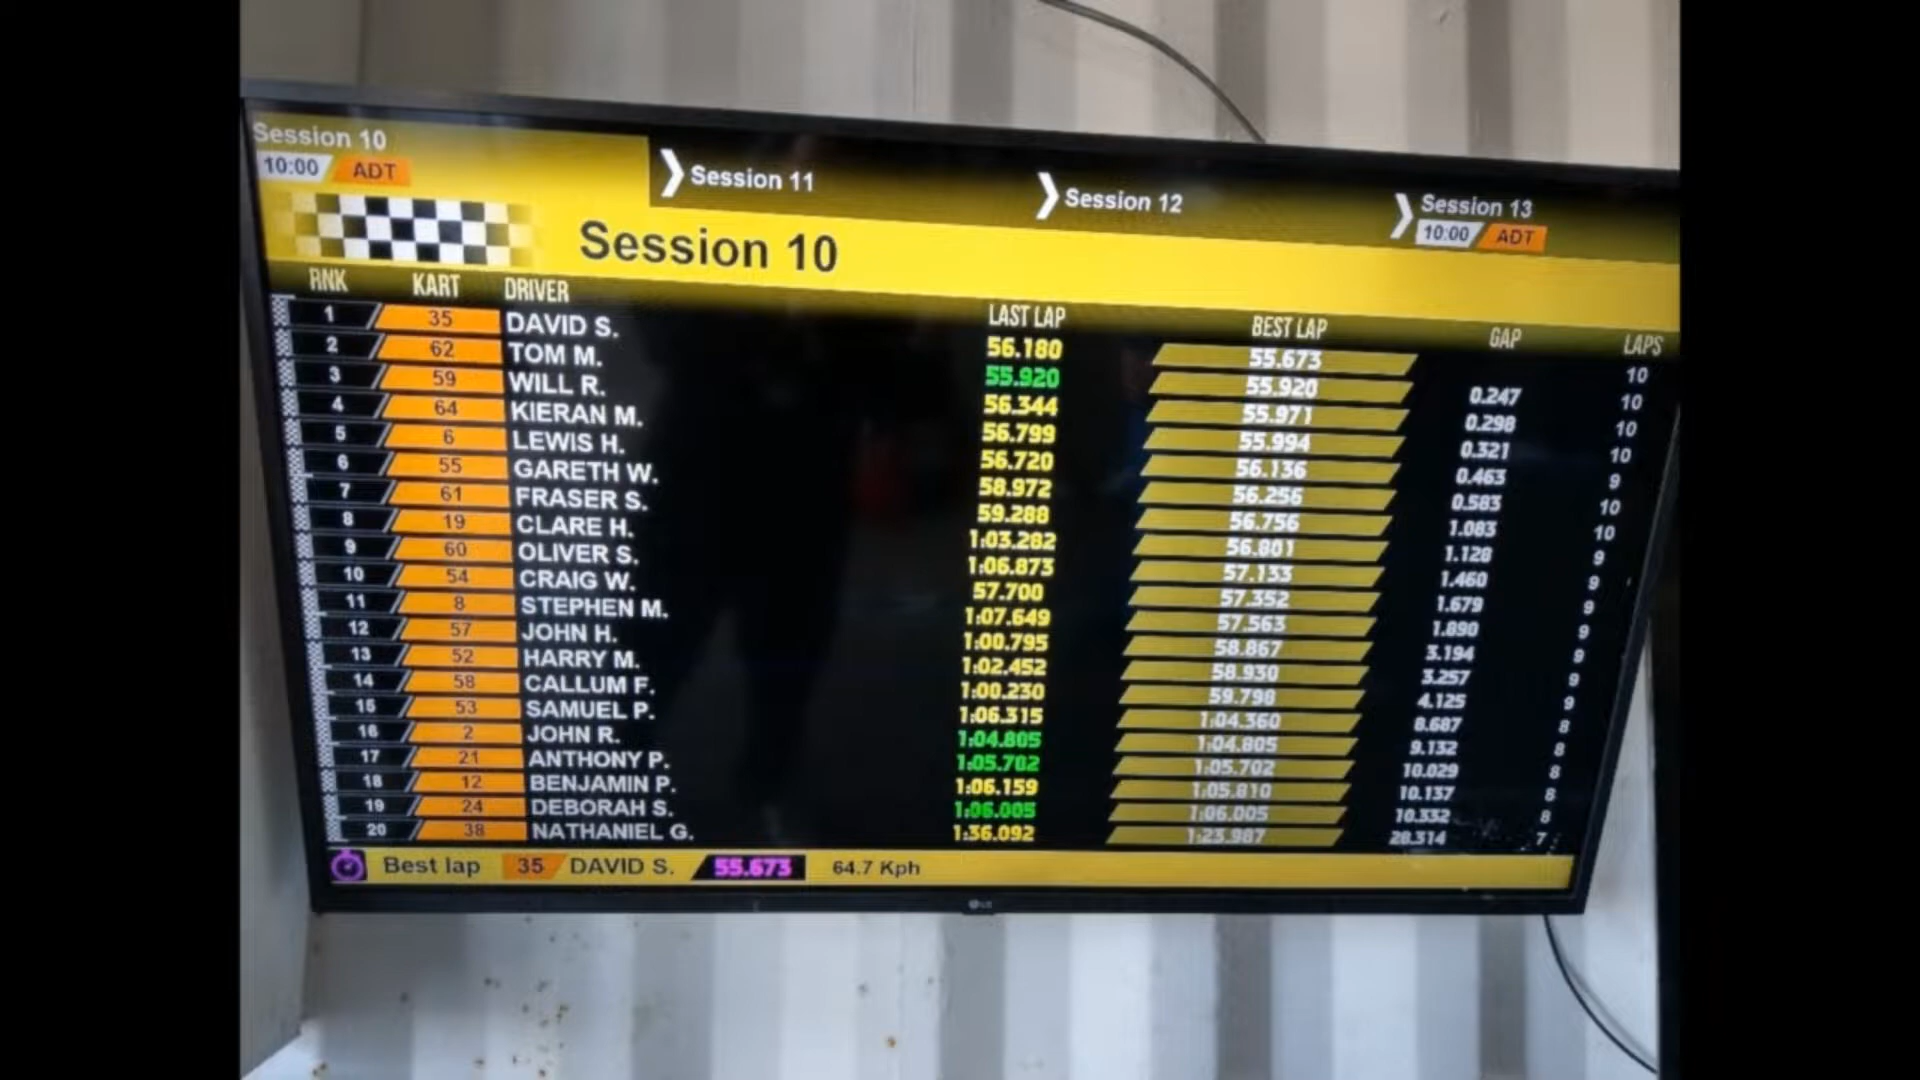 Session 10
10:00 ADT
Session 11
Session 12
Session 13
10:00 ADT
Session 10
RNK KART DRIVER LAST LAP BEST LAP GAP LAPS
1 35 DAVID S. 56.180 55.673 10
2 62 TOM M. 55.920 55.920 0.247 10
3 59 WILL R. 56.344 55.971 0.298 10
4 64 KIERAN M. 56.799 55.994 0.321 10
5 6 LEWIS H. 56.720 56.136 0.463 9
6 55 GARETH W. 58.972 56.256 0.583 10
7 61 FRASER S. 59.288 56.756 1.083 10
8 19 CLARE H. 1:03.282 56.801 1.128 9
9 60 OLIVER S. 1:06.873 57.133 1.460 9
10 54 CRAIG W. 57.700 57.352 1.679 9
11 8 STEPHEN M. 1:07.649 57.563 1.890 9
12 57 JOHN H. 1:00.795 58.867 3.194 9
13 52 HARRY M. 1:02.452 58.930 3.257 9
14 58 CALLUM F. 1:00.230 59.798 4.125 9
15 53 SAMUEL P. 1:06.315 1:04.360 8.687 8
16 2 JOHN R. 1:04.805 1:04.805 9.132 8
17 21 ANTHONY P. 1:05.702 1:05.702 10.029 8
18 12 BENJAMIN P. 1:06.159 1:05.810 10.137 8
19 24 DEBORAH S. 1:06.005 1:06.005 10.332 8
20 38 NATHANIEL G. 1:36.092 1:23.987 28.314 7
Best lap 35 DAVID S. 55.673 64.7 Kph
LG